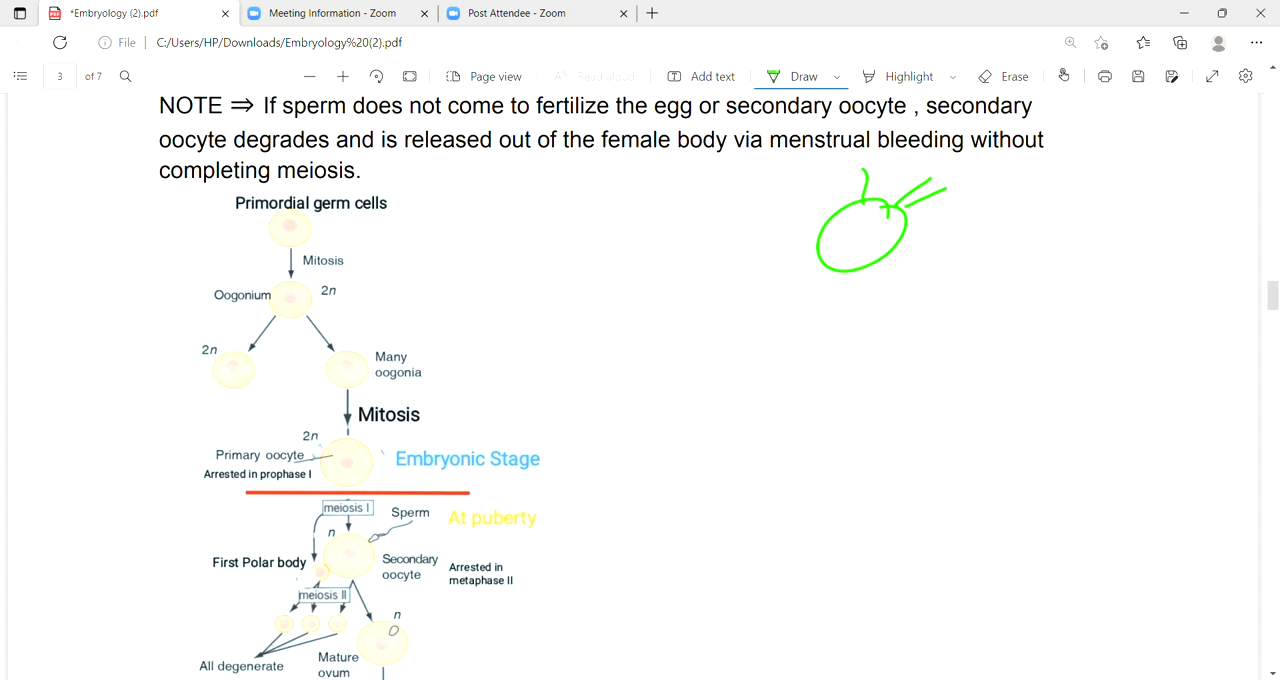 *Embryology (2).pdf
Meeting Information - Zoom
Post Attendee - Zoom
File
C:/Users/HP/Downloads/Embryology%20(2).pdf
3 of 7
Page view
Read aloud
Add text
Draw
Highlight
Erase
NOTE ⇒ If sperm does not come to fertilize the egg or secondary oocyte , secondary
oocyte degrades and is released out of the female body via menstrual bleeding without
completing meiosis.
Primordial germ cells
Mitosis
Oogonium
2n
2n
Many
oogonia
Mitosis
2n
Primary oocyte
Arrested in prophase I
Embryonic Stage
meiosis I
Sperm
At puberty
n
First Polar body
Secondary
oocyte
Arrested in
metaphase II
meiosis II
n
All degenerate
Mature
ovum